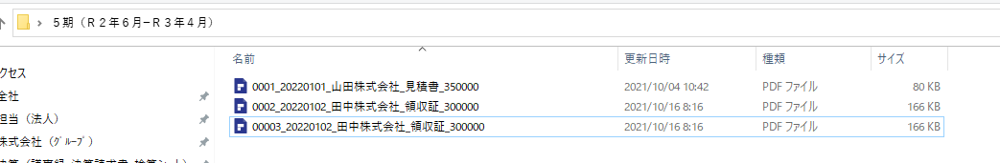 ５期（Ｒ２年６月－Ｒ３年４月）
名前 更新日時 種類 サイズ
クセス
全社
担当（法人）
株式会社（ｸﾞﾙｰﾌﾟ）
0001_20220101_山田株式会社_見積書_350000 2021/10/04 10:42 PDF ファイル 80 KB
0002_20220102_田中株式会社_領収証_300000 2021/10/16 8:16 PDF ファイル 166 KB
00003_20220102_田中株式会社_領収証_300000 2021/10/16 8:16 PDF ファイル 166 KB